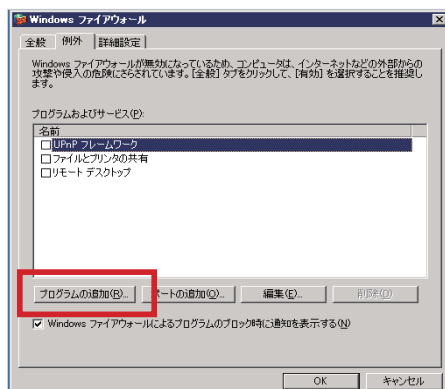 Windows ファイアウォール
全般 例外 詳細設定
Windows ファイアウォールが無効になっているため、コンピュータは、インターネットなどの外部からの
攻撃や侵入の危険にさらされています。[全般] タブをクリックして、[有効] を選択することを推奨し
ます。
プログラムおよびサービス(P):
名前
UPnP フレームワーク
ファイルとプリンタの共有
リモート デスクトップ
プログラムの追加(R)... ートの追加(O)... 編集(E)... 削除(D)
Windows ファイアウォールによるプログラムのブロック時に通知を表示する(N)
OK キャンセル